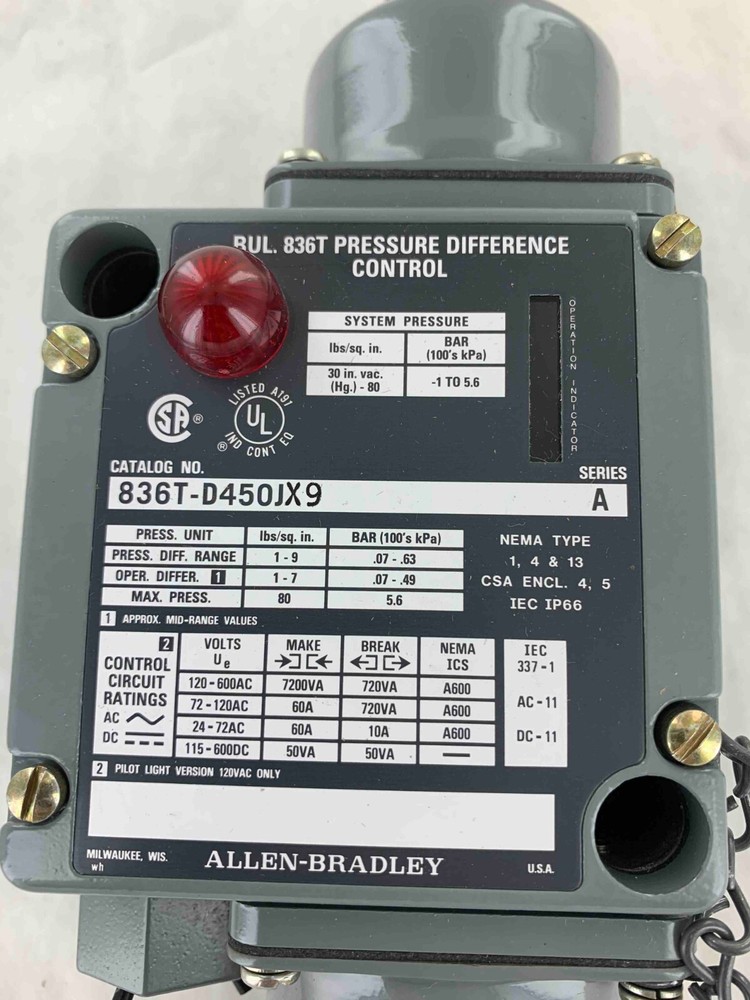 BUL. 836T PRESSURE DIFFERENCE
CONTROL
SYSTEM PRESSURE
lbs/sq. in. BAR (100's kPa)
30 in. vac. (Hg.) - 80 -1 TO 5.6
OPERATION INDICATOR
SA ®
LISTED A191
UL
® IND CONT EQ
CATALOG NO. SERIES
836T-D450JX9 A
PRESS. UNIT lbs/sq. in. BAR (100's kPa)
PRESS. DIFF. RANGE 1 - 9 .07 - .63
OPER. DIFFER. 1 1 - 7 .07 - .49
MAX. PRESS. 80 5.6
1 APPROX. MID-RANGE VALUES
NEMA TYPE
1, 4 & 13
CSA ENCL. 4, 5
IEC IP66
2 CONTROL CIRCUIT RATINGS
AC
DC
VOLTS Ue MAKE BREAK NEMA ICS
120-600AC 7200VA 720VA A600
72-120AC 60A 720VA A600
24-72AC 60A 10A A600
115-600DC 50VA 50VA —
IEC
337-1
AC-11
DC-11
2 PILOT LIGHT VERSION 120VAC ONLY
MILWAUKEE, WIS. ALLEN-BRADLEY U.S.A.
wh